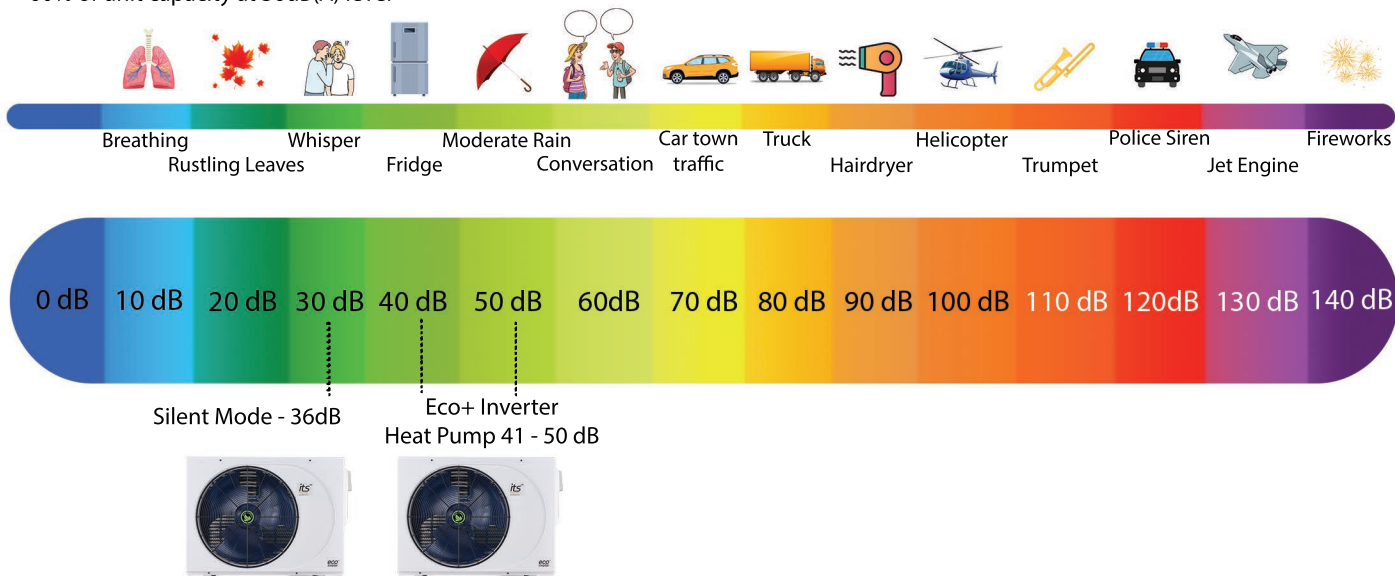 Breathing
Rustling Leaves
Whisper
Fridge
Moderate Rain
Conversation
Car town
traffic
Truck
Hairdryer
Helicopter
Trumpet
Police Siren
Jet Engine
Fireworks
0 dB
10 dB
20 dB
30 dB
40 dB
50 dB
60dB
70 dB
80 dB
90 dB
100 dB
110 dB
120dB
130 dB
140 dB
Silent Mode - 36dB
Eco+ Inverter
Heat Pump 41 - 50 dB
its
eco
its
eco